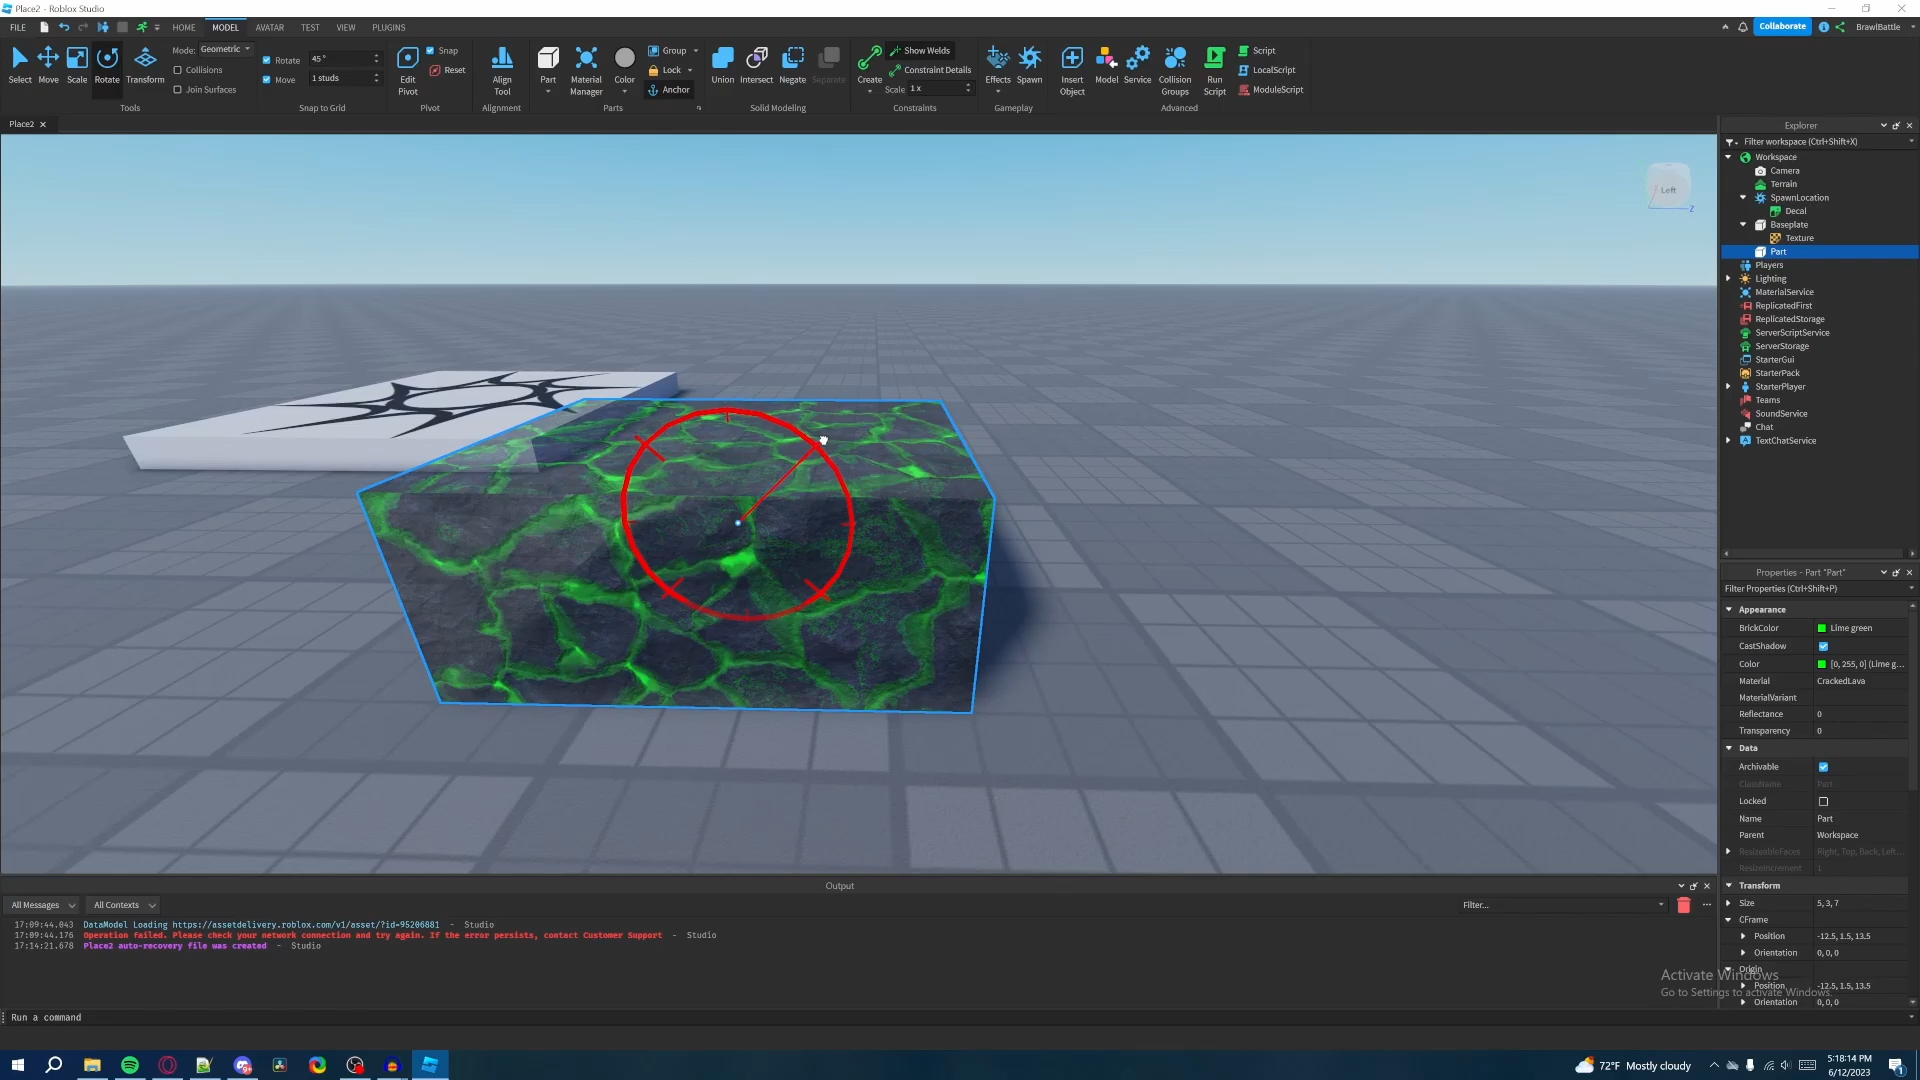 Place2 - Roblox Studio
FILE HOME MODEL AVATAR TEST VIEW PLUGINS
Collaborate BrawlBattle
Select Move Scale Rotate Transform
Mode: Geometric
Collisions
Join Surfaces
Tools
Rotate 45 °
Move 1 studs
Snap to Grid
Edit Pivot
Snap
Reset
Pivot
Align Tool
Alignment
Part
Material Manager
Color
Group
Lock
Anchor
Parts
Union Intersect Negate Separate
Solid Modeling
Create
Show Welds
Constraint Details
Scale 1 x
Constraints
Effects Spawn
Gameplay
Insert Object
Model Service
Collision Groups
Run Script
Script
LocalScript
ModuleScript
Advanced
Place2
Left
Z
Explorer
Filter workspace (Ctrl+Shift+X)
Workspace
Camera
Terrain
SpawnLocation
Decal
Baseplate
Texture
Part
Players
Lighting
MaterialService
ReplicatedFirst
ReplicatedStorage
ServerScriptService
ServerStorage
StarterGui
StarterPack
StarterPlayer
Teams
SoundService
Chat
TextChatService
Properties - Part "Part"
Filter Properties (Ctrl+Shift+P)
Appearance
BrickColor Lime green
CastShadow
Color [0, 255, 0] (Lime g...
Material CrackedLava
MaterialVariant
Reflectance 0
Transparency 0
Data
Archivable
ClassName Part
Locked
Name Part
Parent Workspace
ResizeableFaces Right, Top, Back, Left...
ResizeIncrement 1
Transform
Size 5, 3, 7
CFrame
Position -12.5, 1.5, 13.5
Orientation 0, 0, 0
Origin
Position -12.5, 1.5, 13.5
Orientation 0, 0, 0
Activate Windows
Go to Settings to activate Windows.
Output
All Messages All Contexts Filter...
17:09:44.043 DataModel Loading https://assetdelivery.roblox.com/v1/asset/?id=95206881 - Studio
17:09:44.176 Operation failed. Please check your network connection and try again. If the error persists, contact Customer Support - Studio
17:14:21.678 Place2 auto-recovery file was created - Studio
Run a command
72°F Mostly cloudy
5:18:14 PM
6/12/2023